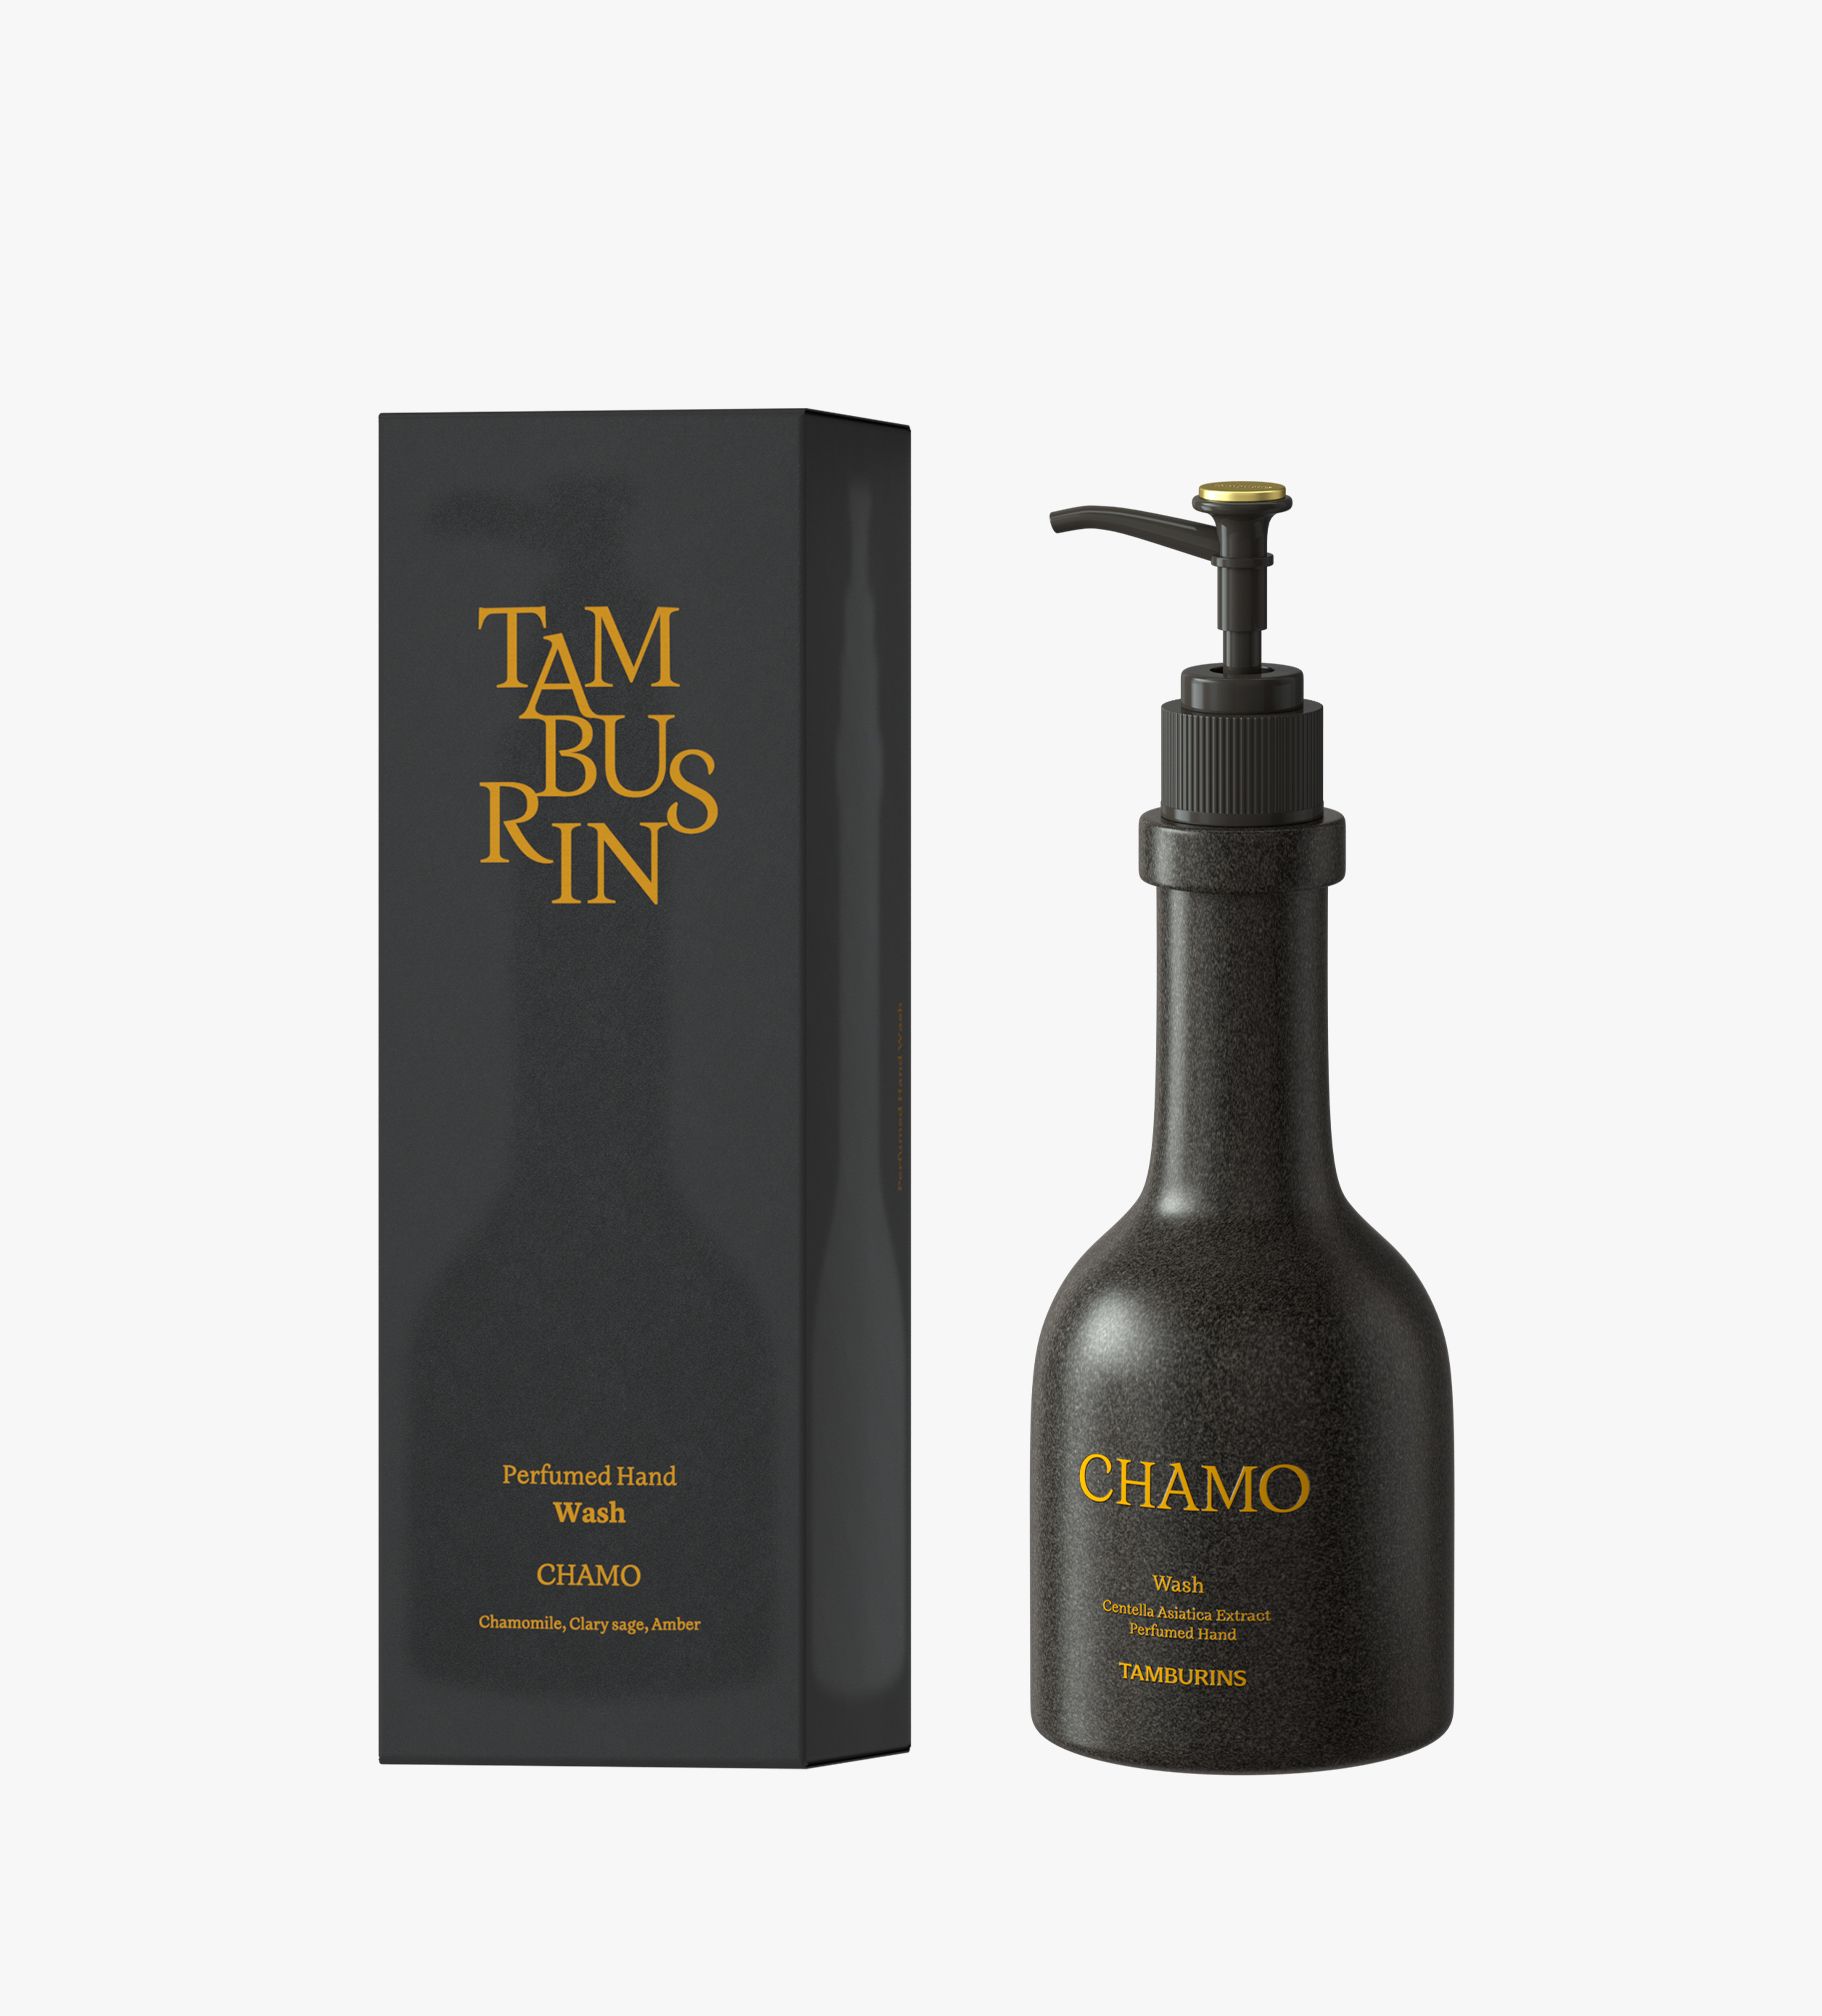 TAM
BUS
RIN
Perfumed Hand
Wash
CHAMO
Chamomile, Clary sage, Amber
Perfumed Hand Wash
CHAMO
Wash
Centella Asiatica Extract
Perfumed Hand
TAMBURINS